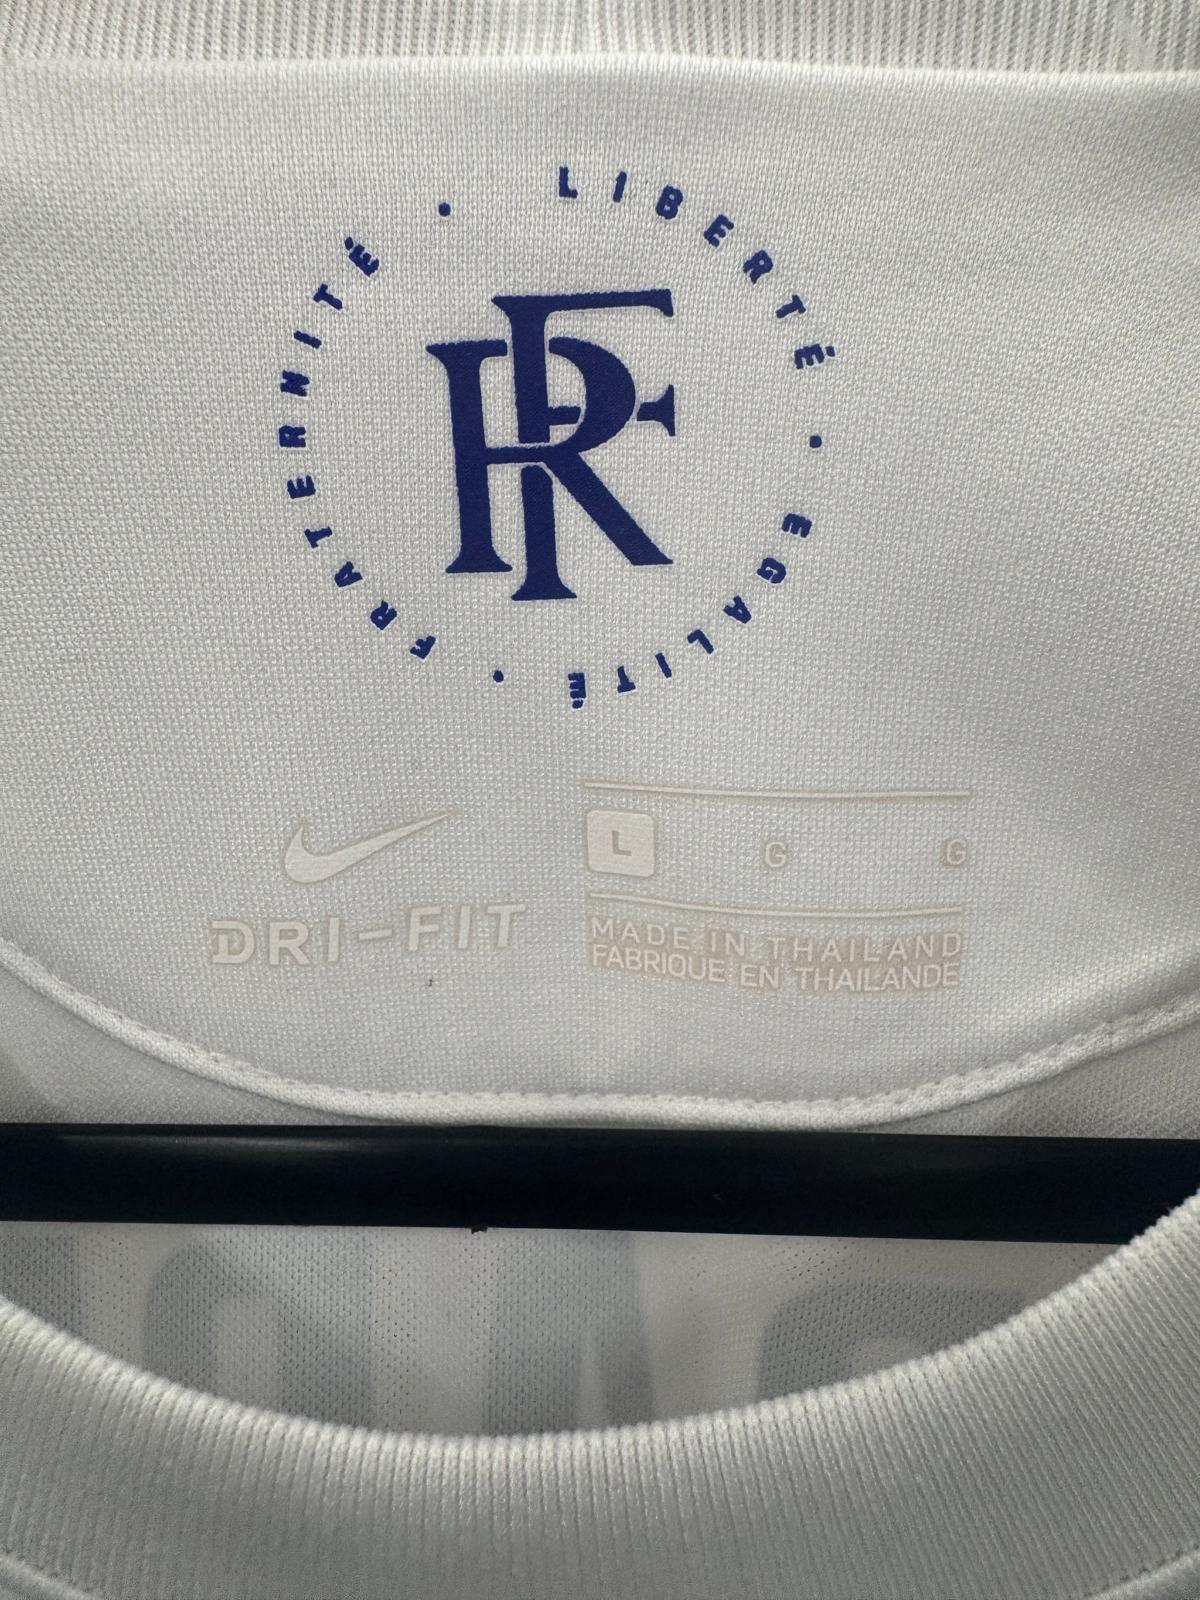 LIBERTÉ • EGALITÉ • FRATERNITÉ •
RF
L G G
DRI-FIT
MADE IN THAILAND
FABRIQUE EN THAILANDE